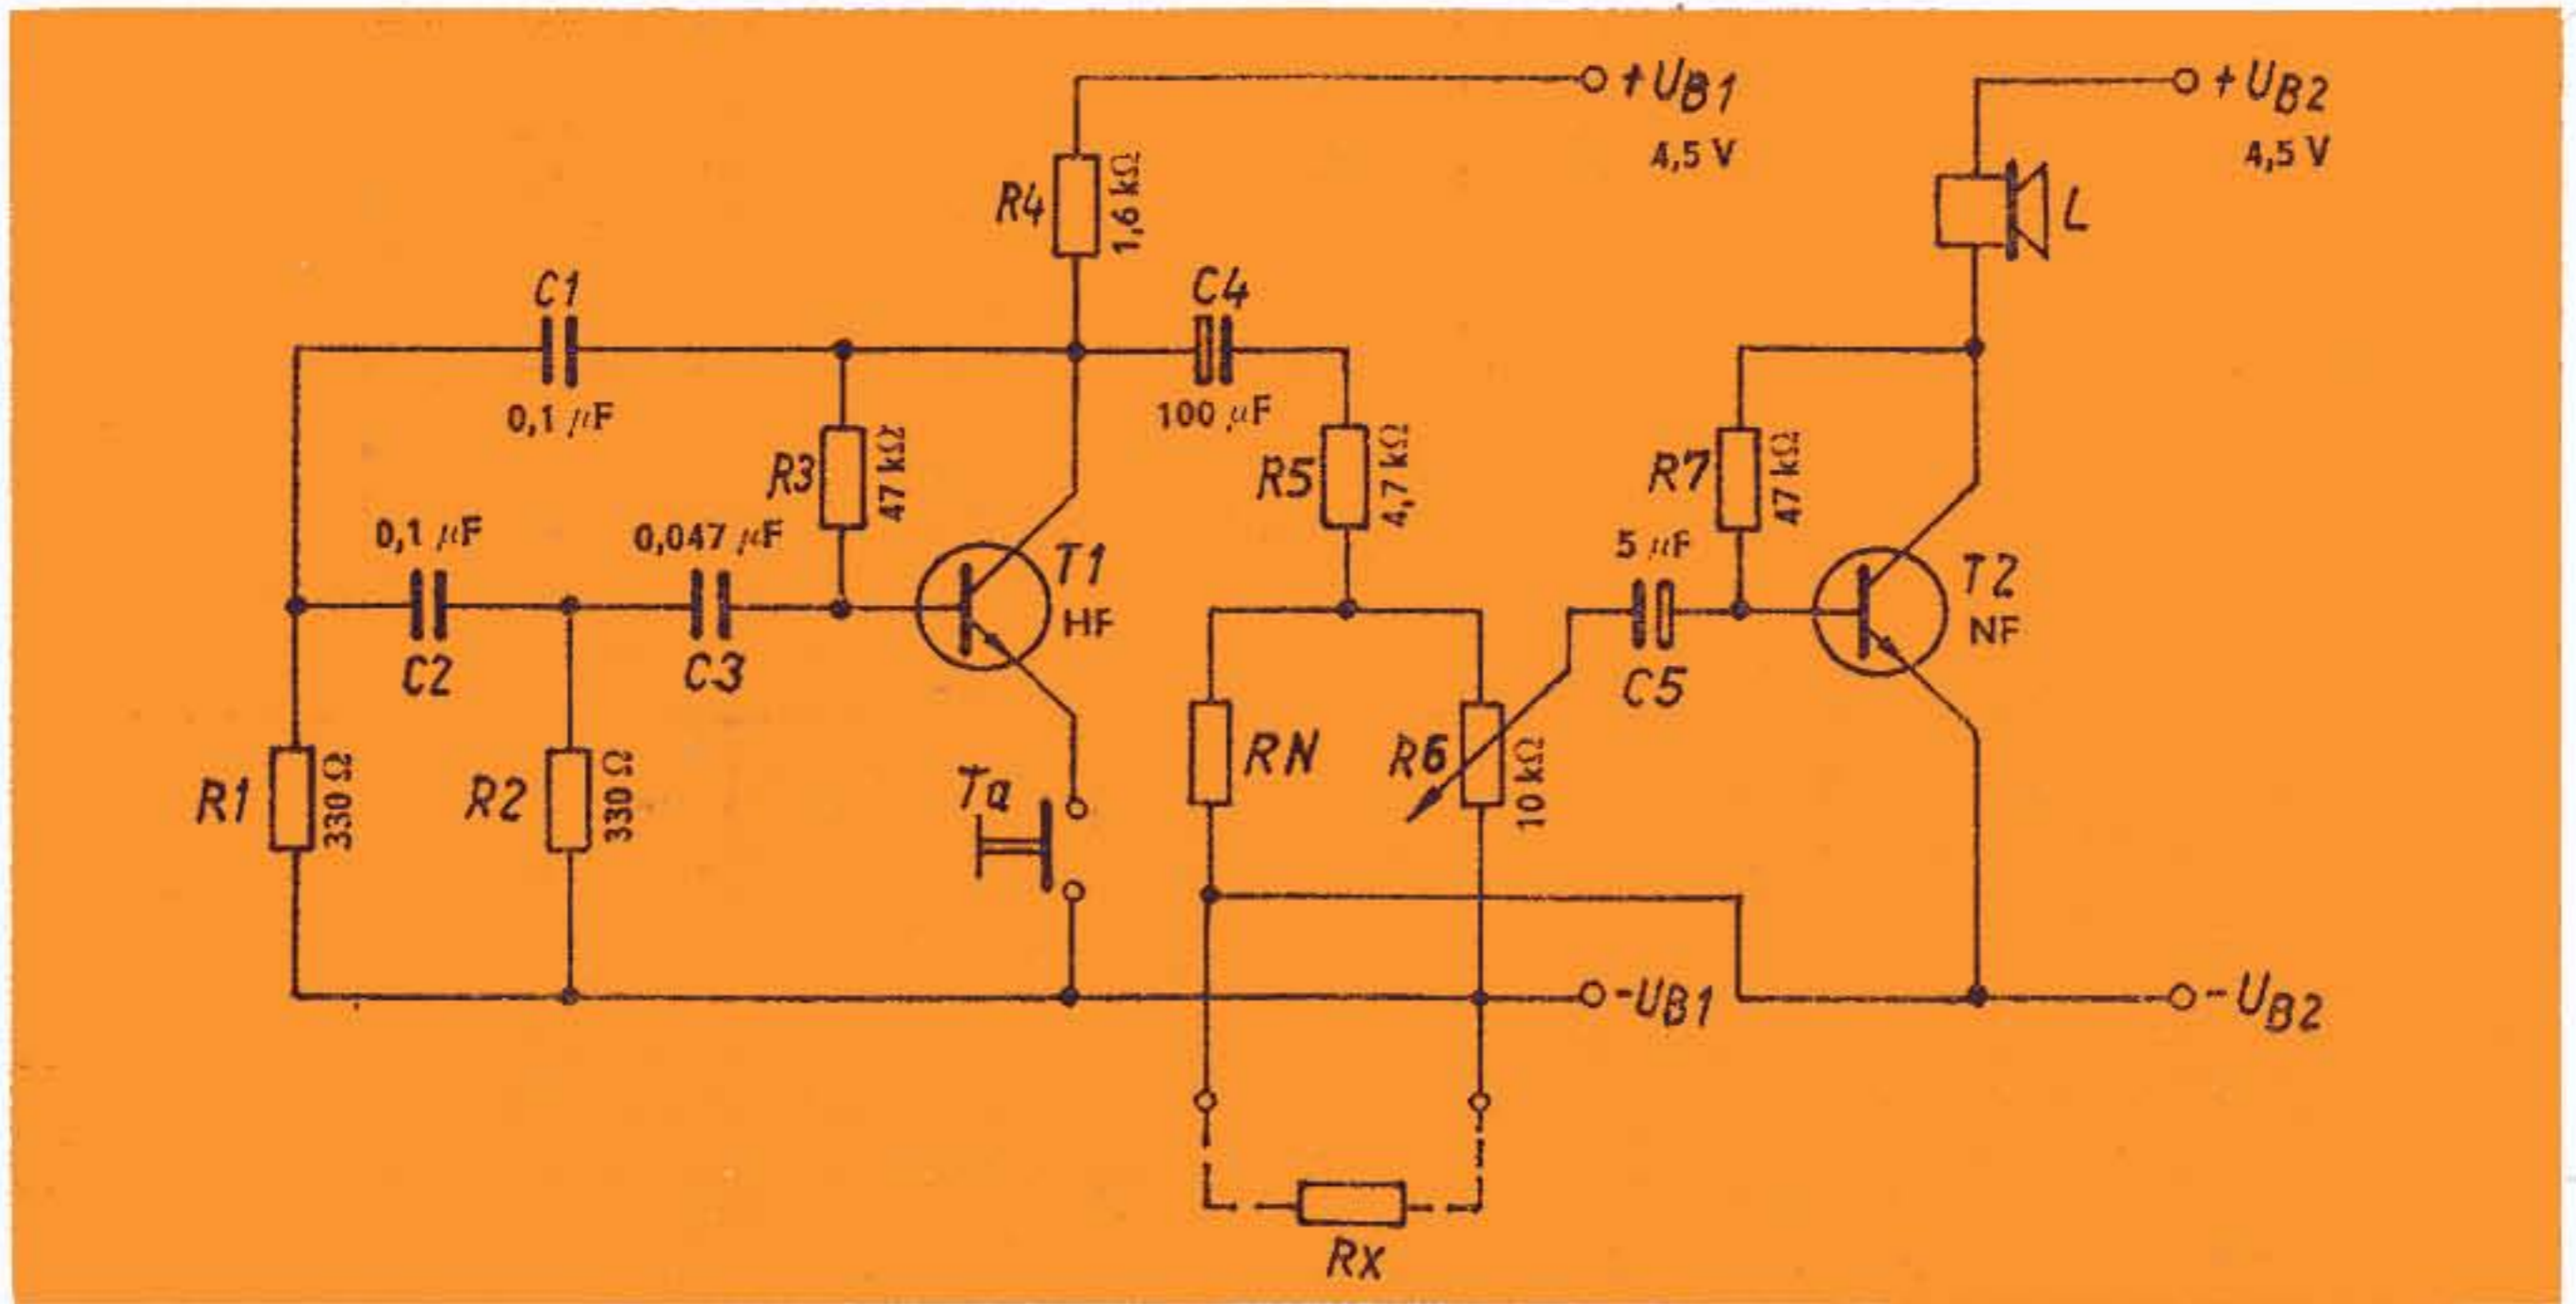 +UB1
4,5 V
+UB2
4,5 V
R4
1,6 kΩ
L
C1
0,1 µF
C4
100 µF
R3
47 kΩ
R5
4,7 kΩ
R7
47 kΩ
0,1 µF
C2
0,047 µF
C3
T1
HF
5 µF
C5
T2
NF
R1
330 Ω
R2
330 Ω
Ta
RN
R6
10 kΩ
-UB1
-UB2
RX